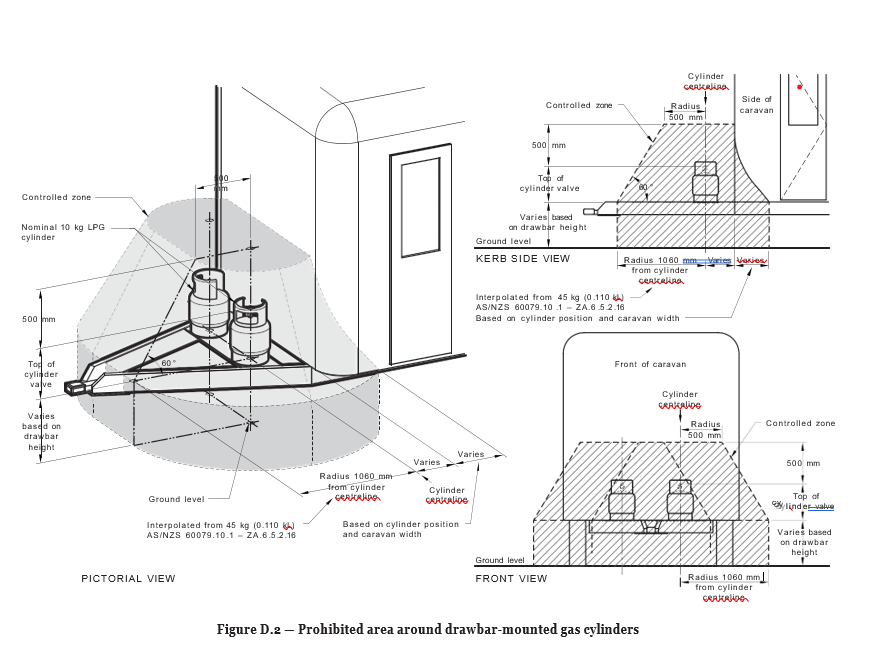 500
mm
Controlled zone
Nominal 10 kg LPG
cylinder
500 mm
Top of
cylinder
valve
Varies
based on
drawbar
height
60°
Ground level
Radius 1060 mm
from cylinder
centreline
Varies
Varies
Cylinder
centreline
Interpolated from 45 kg (0.110 kL)
AS/NZS 60079.10.1 – ZA.6.5.2.16
Based on cylinder position
and caravan width
PICTORIAL VIEW
Cylinder
centreline
Controlled zone
Radius
500 mm
Side of
caravan
500 mm
Top of
cylinder valve
60°
Varies based
on drawbar height
Ground level
KERB SIDE VIEW
Radius 1060 mm
from cylinder
centreline
Varies
Varies
Interpolated from 45 kg (0.110 kL)
AS/NZS 60079.10 .1 – ZA.6 .5.2.16
Based on cylinder position and caravan width
Front of caravan
Cylinder
centreline
Radius
500 mm
Controlled zone
500 mm
Top of
valve
Varies based
on drawbar
height
Ground level
FRONT VIEW
Radius 1060 mm
from cylinder
centreline
Figure D.2 — Prohibited area around drawbar-mounted gas cylinders